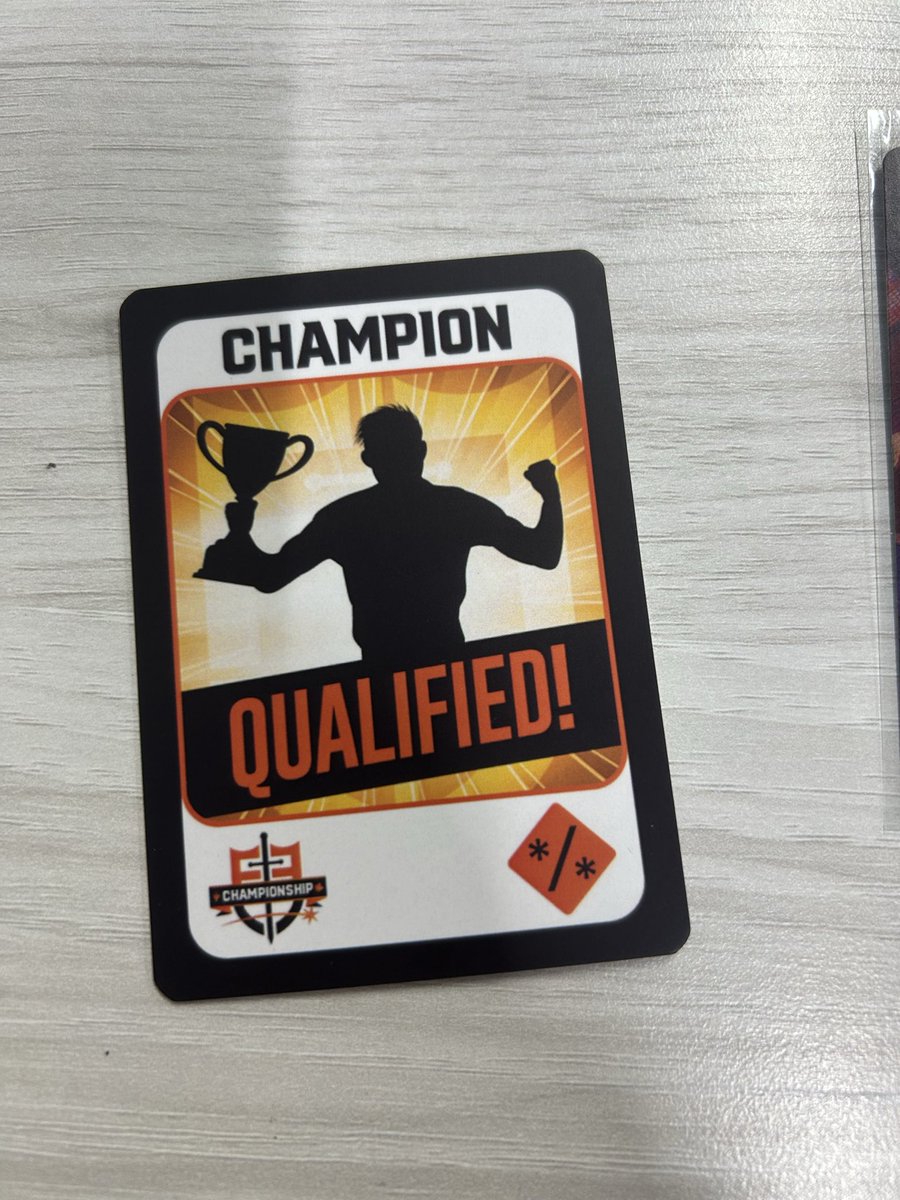 CHAMPION
QUALIFIED!
CHAMPIONSHIP
*/*